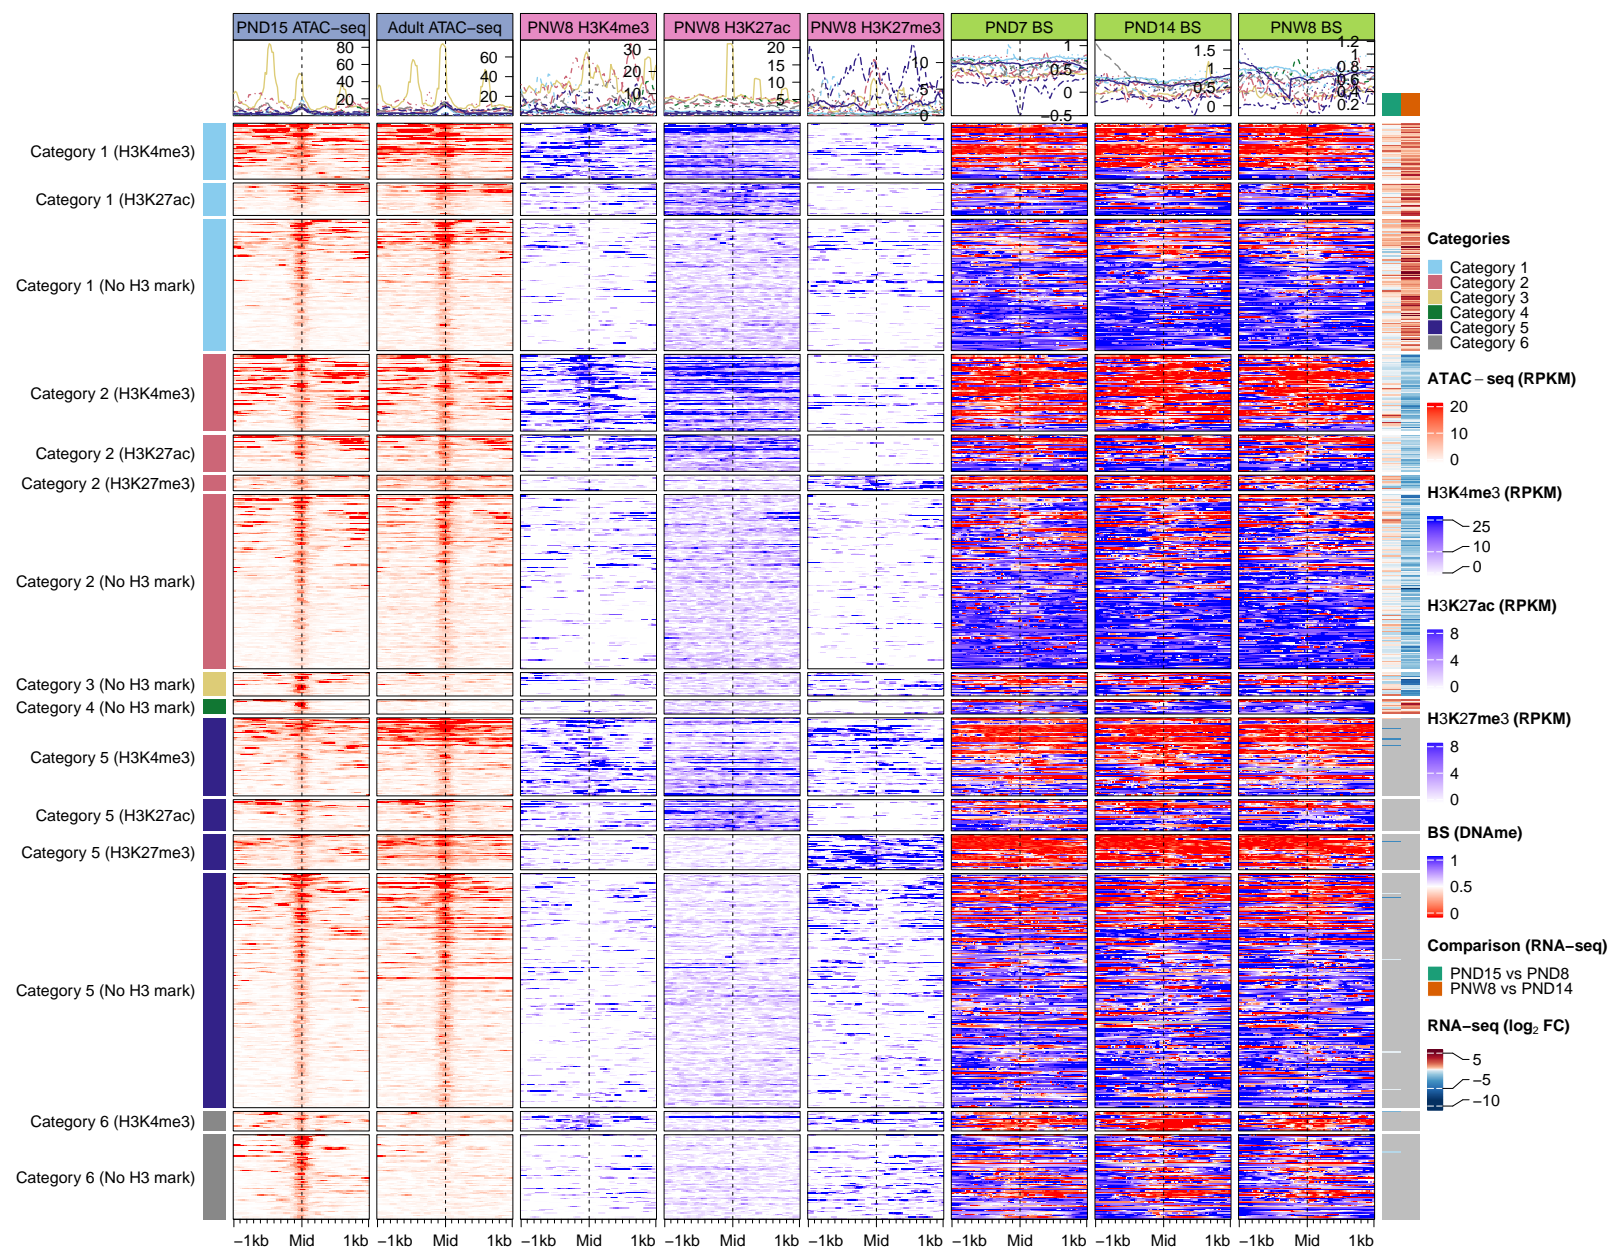 PND15 ATAC−seq
Adult ATAC−seq
PNW8 H3K4me3
PNW8 H3K27ac
PNW8 H3K27me3
PND7 BS
PND14 BS
PNW8 BS
80
60
40
20
60
40
20
30
20
10
20
15
10
5
10
5
0
1
0.5
0
−0.5
1.5
1
0.5
0
1.2
1
0.8
0.6
0.4
0.2
Category 1 (H3K4me3)
Category 1 (H3K27ac)
Category 1 (No H3 mark)
Category 2 (H3K4me3)
Category 2 (H3K27ac)
Category 2 (H3K27me3)
Category 2 (No H3 mark)
Category 3 (No H3 mark)
Category 4 (No H3 mark)
Category 5 (H3K4me3)
Category 5 (H3K27ac)
Category 5 (H3K27me3)
Category 5 (No H3 mark)
Category 6 (H3K4me3)
Category 6 (No H3 mark)
−1kb Mid 1kb
−1kb Mid 1kb
−1kb Mid 1kb
−1kb Mid 1kb
−1kb Mid 1kb
−1kb Mid 1kb
−1kb Mid 1kb
−1kb Mid 1kb
Categories
Category 1
Category 2
Category 3
Category 4
Category 5
Category 6
ATAC−seq (RPKM)
20
10
0
H3K4me3 (RPKM)
25
10
0
H3K27ac (RPKM)
8
4
0
H3K27me3 (RPKM)
8
4
0
BS (DNAme)
1
0.5
0
Comparison (RNA−seq)
PND15 vs PND8
PNW8 vs PND14
RNA−seq (log₂ FC)
5
−5
−10